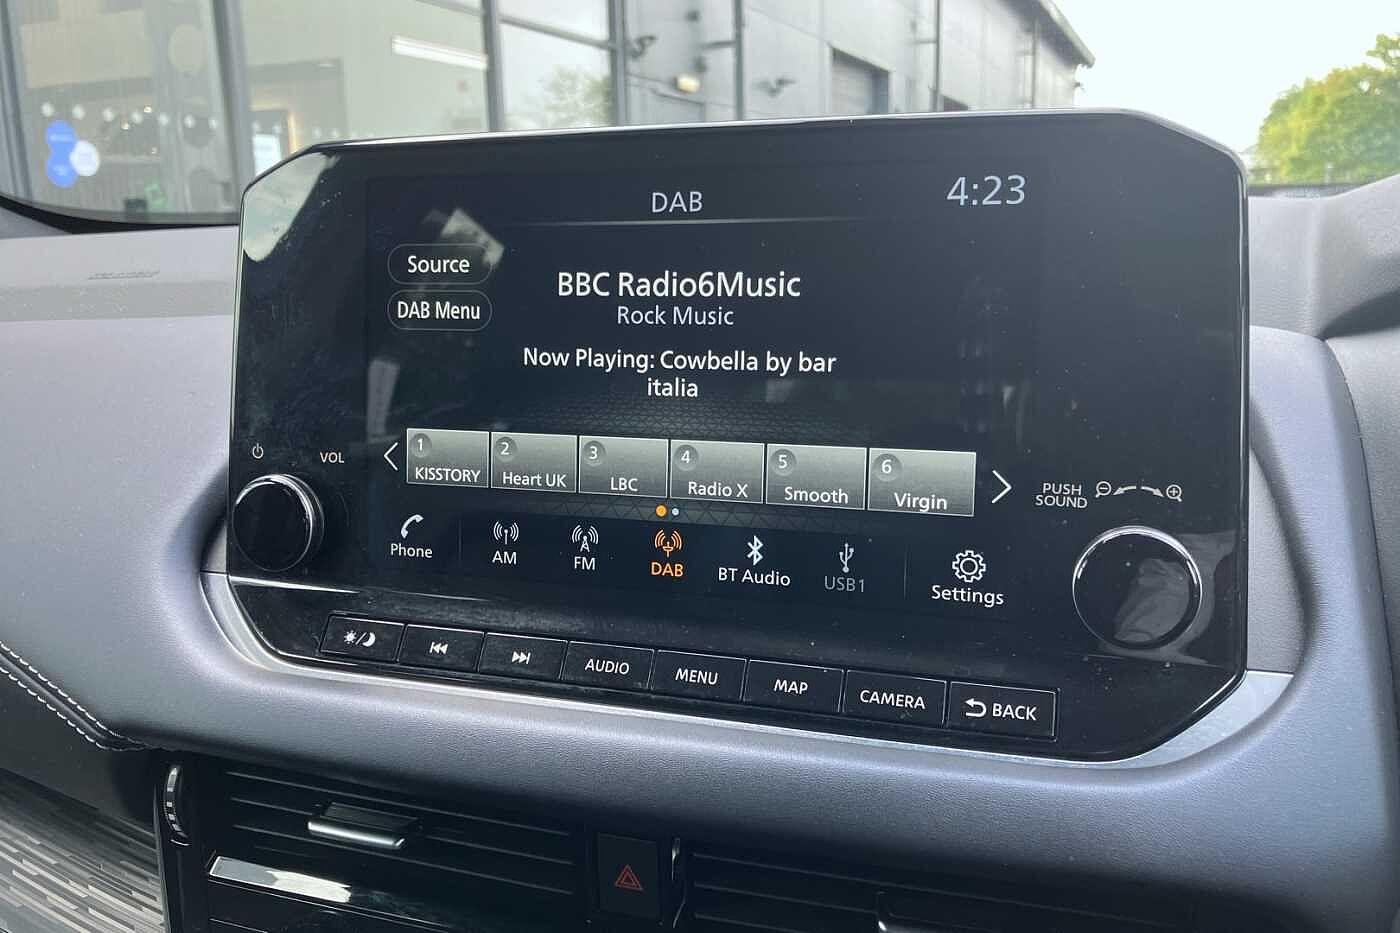 DAB
4:23
Source
BBC Radio6Music
Rock Music
DAB Menu
Now Playing: Cowbella by bar
italia
VOL
1
KISSTORY
2
Heart UK
3
LBC
4
Radio X
5
Smooth
6
Virgin
PUSH
SOUND
Phone
AM
FM
DAB
BT Audio
USB1
Settings
AUDIO
MENU
MAP
CAMERA
BACK